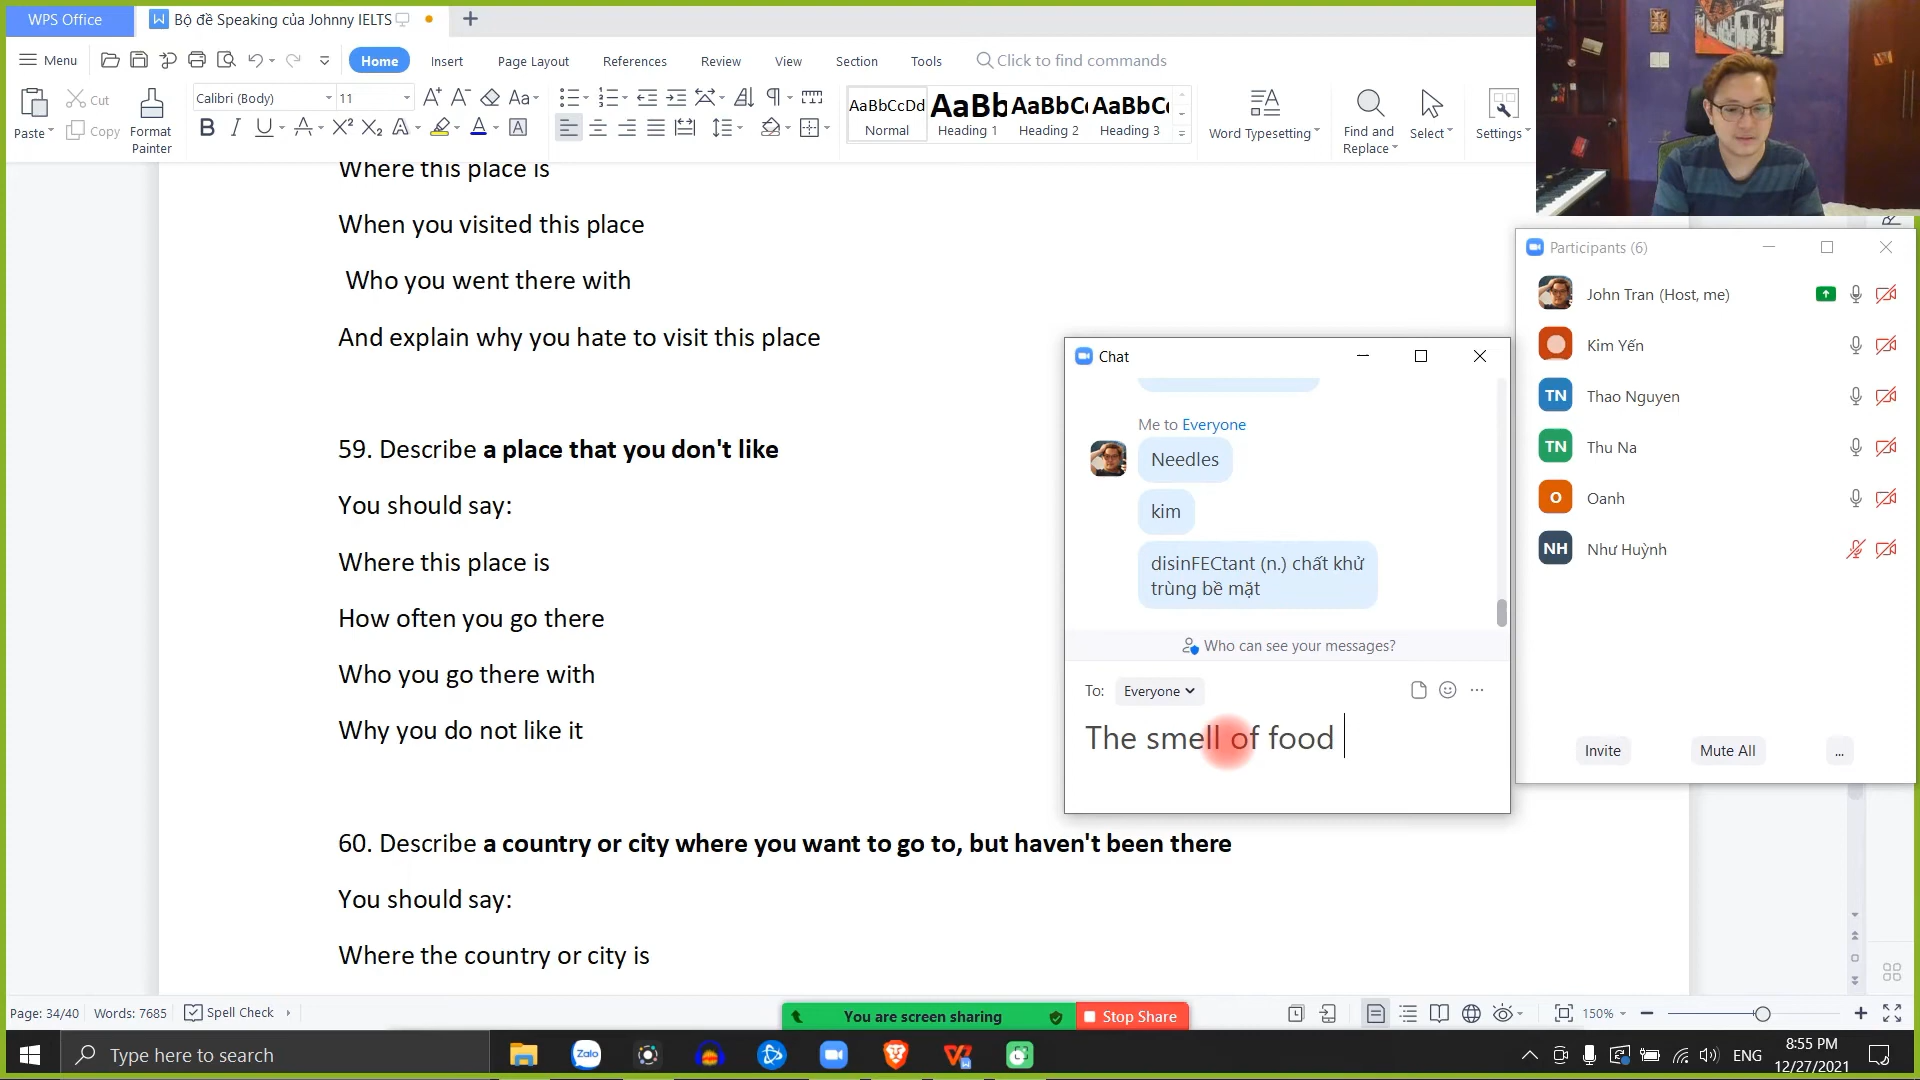 WPS Office
Bộ đề Speaking của Johnny IELTS
Menu
Home
Insert
Page Layout
References
Review
View
Section
Tools
Click to find commands
Paste
Cut
Copy
Format
Painter
Calibri (Body)
11
AaBbCcDd
Normal
AaBb
Heading 1
AaBbC
Heading 2
AaBbC
Heading 3
Word Typesetting
Find and
Replace
Select
Settings
Where this place is
When you visited this place
Who you went there with
And explain why you hate to visit this place
59. Describe a place that you don't like
You should say:
Where this place is
How often you go there
Who you go there with
Why you do not like it
60. Describe a country or city where you want to go to, but haven't been there
You should say:
Where the country or city is
Chat
Me to Everyone
Needles
kim
disinFECtant (n.) chất khử
trùng bề mặt
Who can see your messages?
To: Everyone
The smell of food
Participants (6)
John Tran (Host, me)
Kim Yến
TN Thao Nguyen
TN Thu Na
O Oanh
NH Như Huỳnh
Invite
Mute All
...
Page: 34/40
Words: 7685
Spell Check
You are screen sharing
Stop Share
150%
Type here to search
Zalo
ENG
8:55 PM
12/27/2021